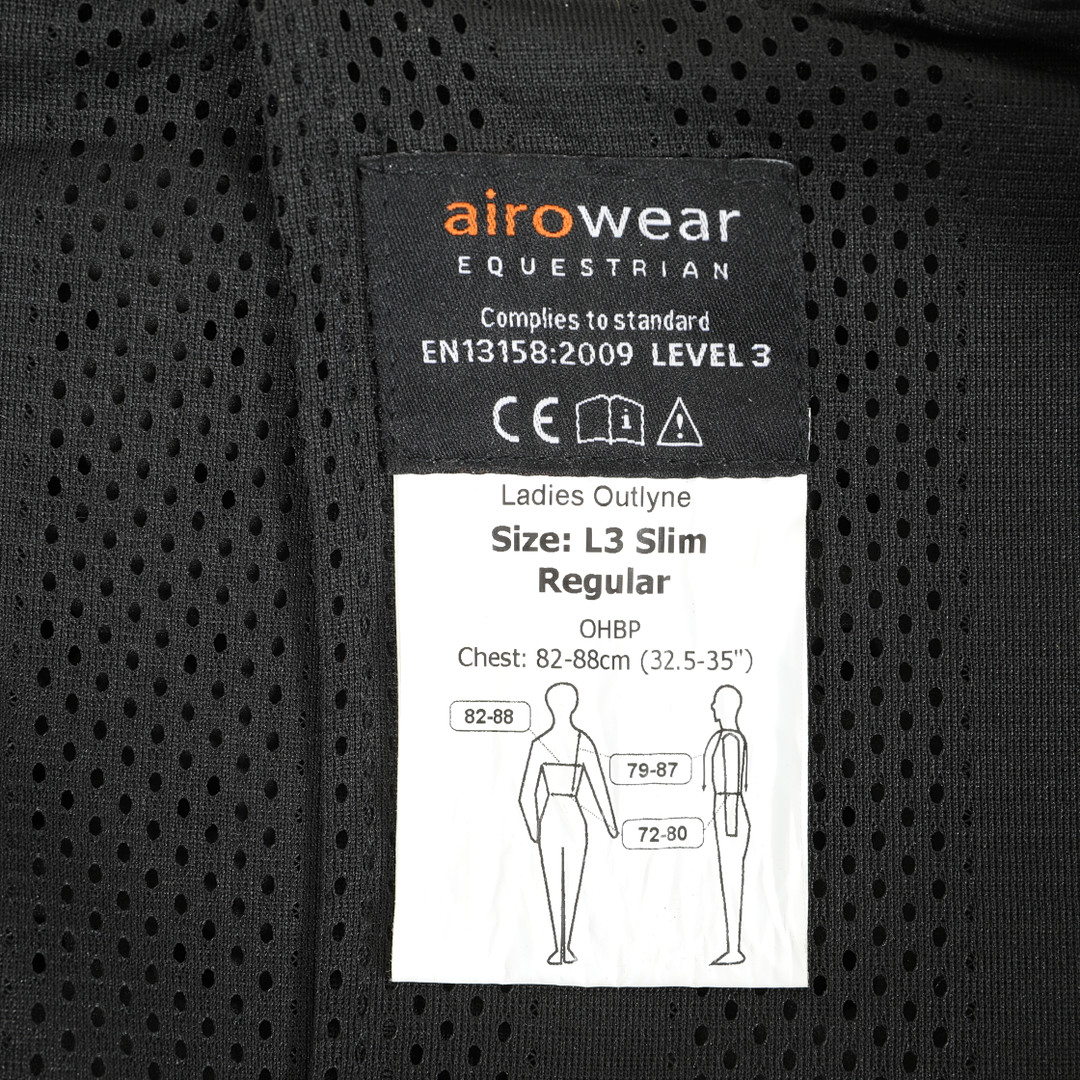 airowear
EQUESTRIAN
Complies to standard
EN13158:2009 LEVEL 3
CE i !
Ladies Outlyne
Size: L3 Slim
Regular
OHBP
Chest: 82-88cm (32.5-35")
82-88
79-87
72-80